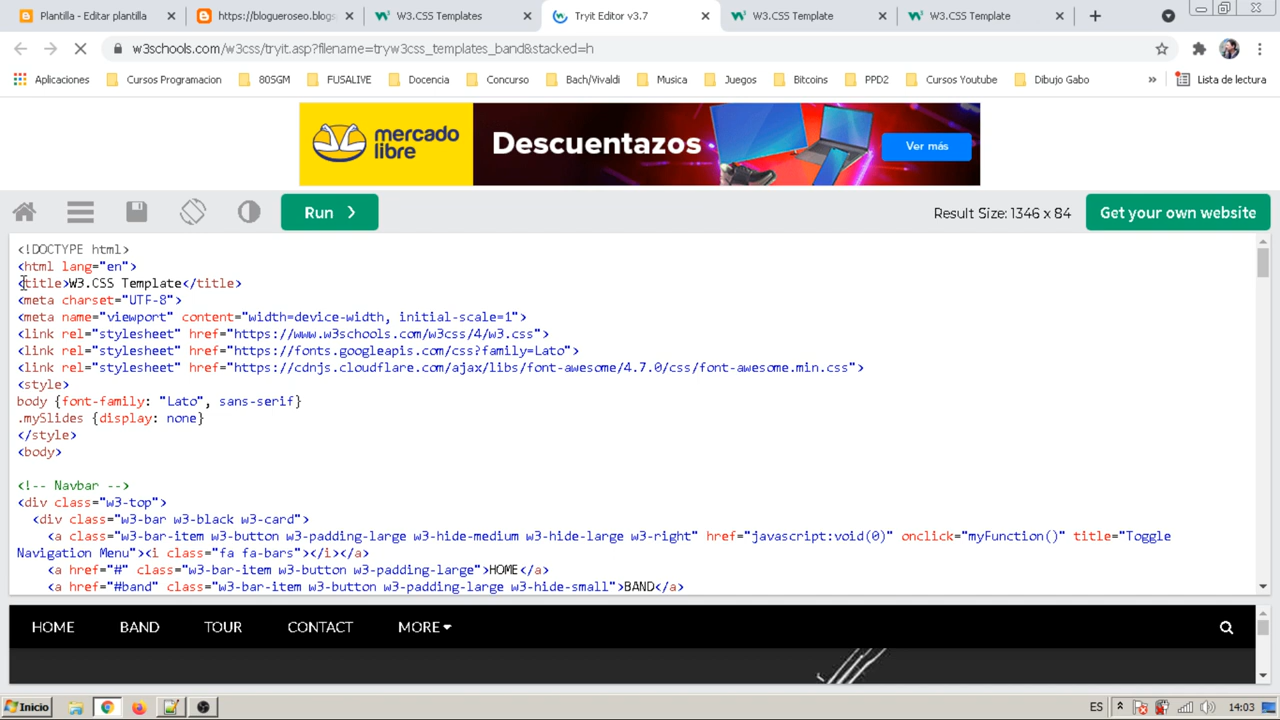 Plantilla - Editar plantilla
https://blogueroseo.blogs
W3.CSS Templates
Tryit Editor v3.7
W3.CSS Template
W3.CSS Template
w3schools.com/w3css/tryit.asp?filename=tryw3css_templates_band&stacked=h
Aplicaciones
Cursos Programacion
80SGM
FUSALIVE
Docencia
Concurso
Bach/Vivaldi
Musica
Juegos
Bitcoins
PPD2
Cursos Youtube
Dibujo Gabo
»
Lista de lectura
mercado
libre
Descuentazos
Ver más
Run ❯
Result Size: 1346 x 84
Get your own website
<!DOCTYPE html>
<html lang="en">
<title>W3.CSS Template</title>
<meta charset="UTF-8">
<meta name="viewport" content="width=device-width, initial-scale=1">
<link rel="stylesheet" href="https://www.w3schools.com/w3css/4/w3.css">
<link rel="stylesheet" href="https://fonts.googleapis.com/css?family=Lato">
<link rel="stylesheet" href="https://cdnjs.cloudflare.com/ajax/libs/font-awesome/4.7.0/css/font-awesome.min.css">
<style>
body {font-family: "Lato", sans-serif}
.mySlides {display: none}
</style>
<body>
<!-- Navbar -->
<div class="w3-top">
<div class="w3-bar w3-black w3-card">
<a class="w3-bar-item w3-button w3-padding-large w3-hide-medium w3-hide-large w3-right" href="javascript:void(0)" onclick="myFunction()" title="Toggle
Navigation Menu"><i class="fa fa-bars"></i></a>
<a href="#" class="w3-bar-item w3-button w3-padding-large">HOME</a>
<a href="#band" class="w3-bar-item w3-button w3-padding-large w3-hide-small">BAND</a>
HOME
BAND
TOUR
CONTACT
MORE
Inicio
ES
14:03